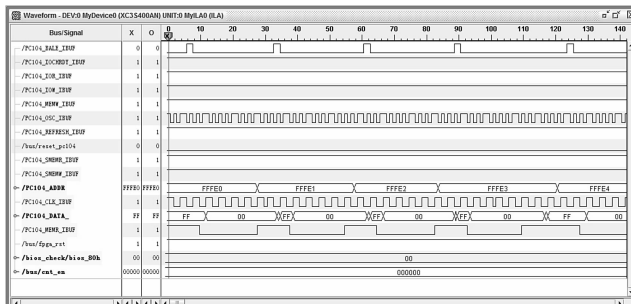 Waveform - DEV:0 MyDevice0 (XC3S400AN) UNIT:0 MyILA0 (ILA)
Bus/Signal X O 0 10 20 30 40 50 60 70 80 90 100 110 120 130 140
/PC104_BALE_IBUF 0 0
/PC104_IOCHRDY_IBUF 1 1
/PC104_IOR_IBUF 1 1
/PC104_IOW_IBUF 1 1
/PC104_MEMW_IBUF 1 1
/PC104_OSC_IBUF 1 1
/PC104_REFRESH_IBUF 1 1
/bus/reset_pc104 0 0
/PC104_SMEMR_IBUF 1 1
/PC104_SMEMW_IBUF 1 1
/PC104_ADDR FFFE0 FFFE0 FFFE0 FFFE1 FFFE2 FFFE3 FFFE4
/PC104_CLK_IBUF 1 1
/PC104_DATA_ FF FF FF 00 FF 00 FF 00 FF 00 FF 00
/PC104_MEMR_IBUF 1 1
/bus/fpga_rst 1 1
/bios_check/bios_80h 00 00 00
/bus/cnt_en 00000 00000 000000